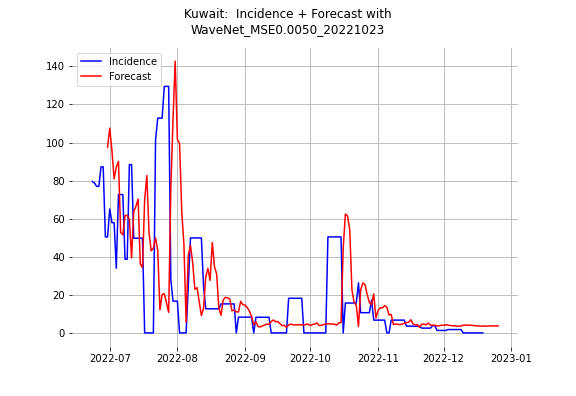 Kuwait:  Incidence + Forecast with
WaveNet_MSE0.0050_20221023
Incidence
Forecast
140
120
100
80
60
40
20
0
2022-07 2022-08 2022-09 2022-10 2022-11 2022-12 2023-01